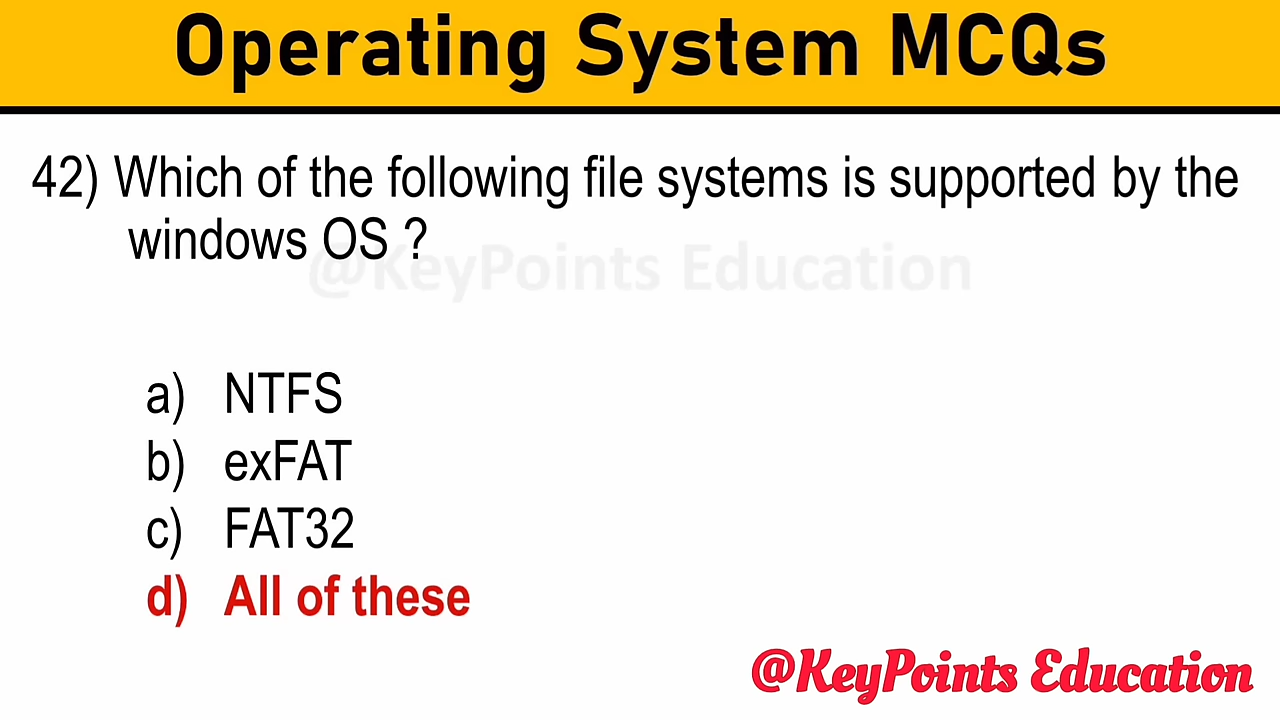 Operating System MCQs
42) Which of the following file systems is supported by the
windows OS ?
@KeyPoints Education
a) NTFS
b) exFAT
c) FAT32
d) All of these
@KeyPoints Education